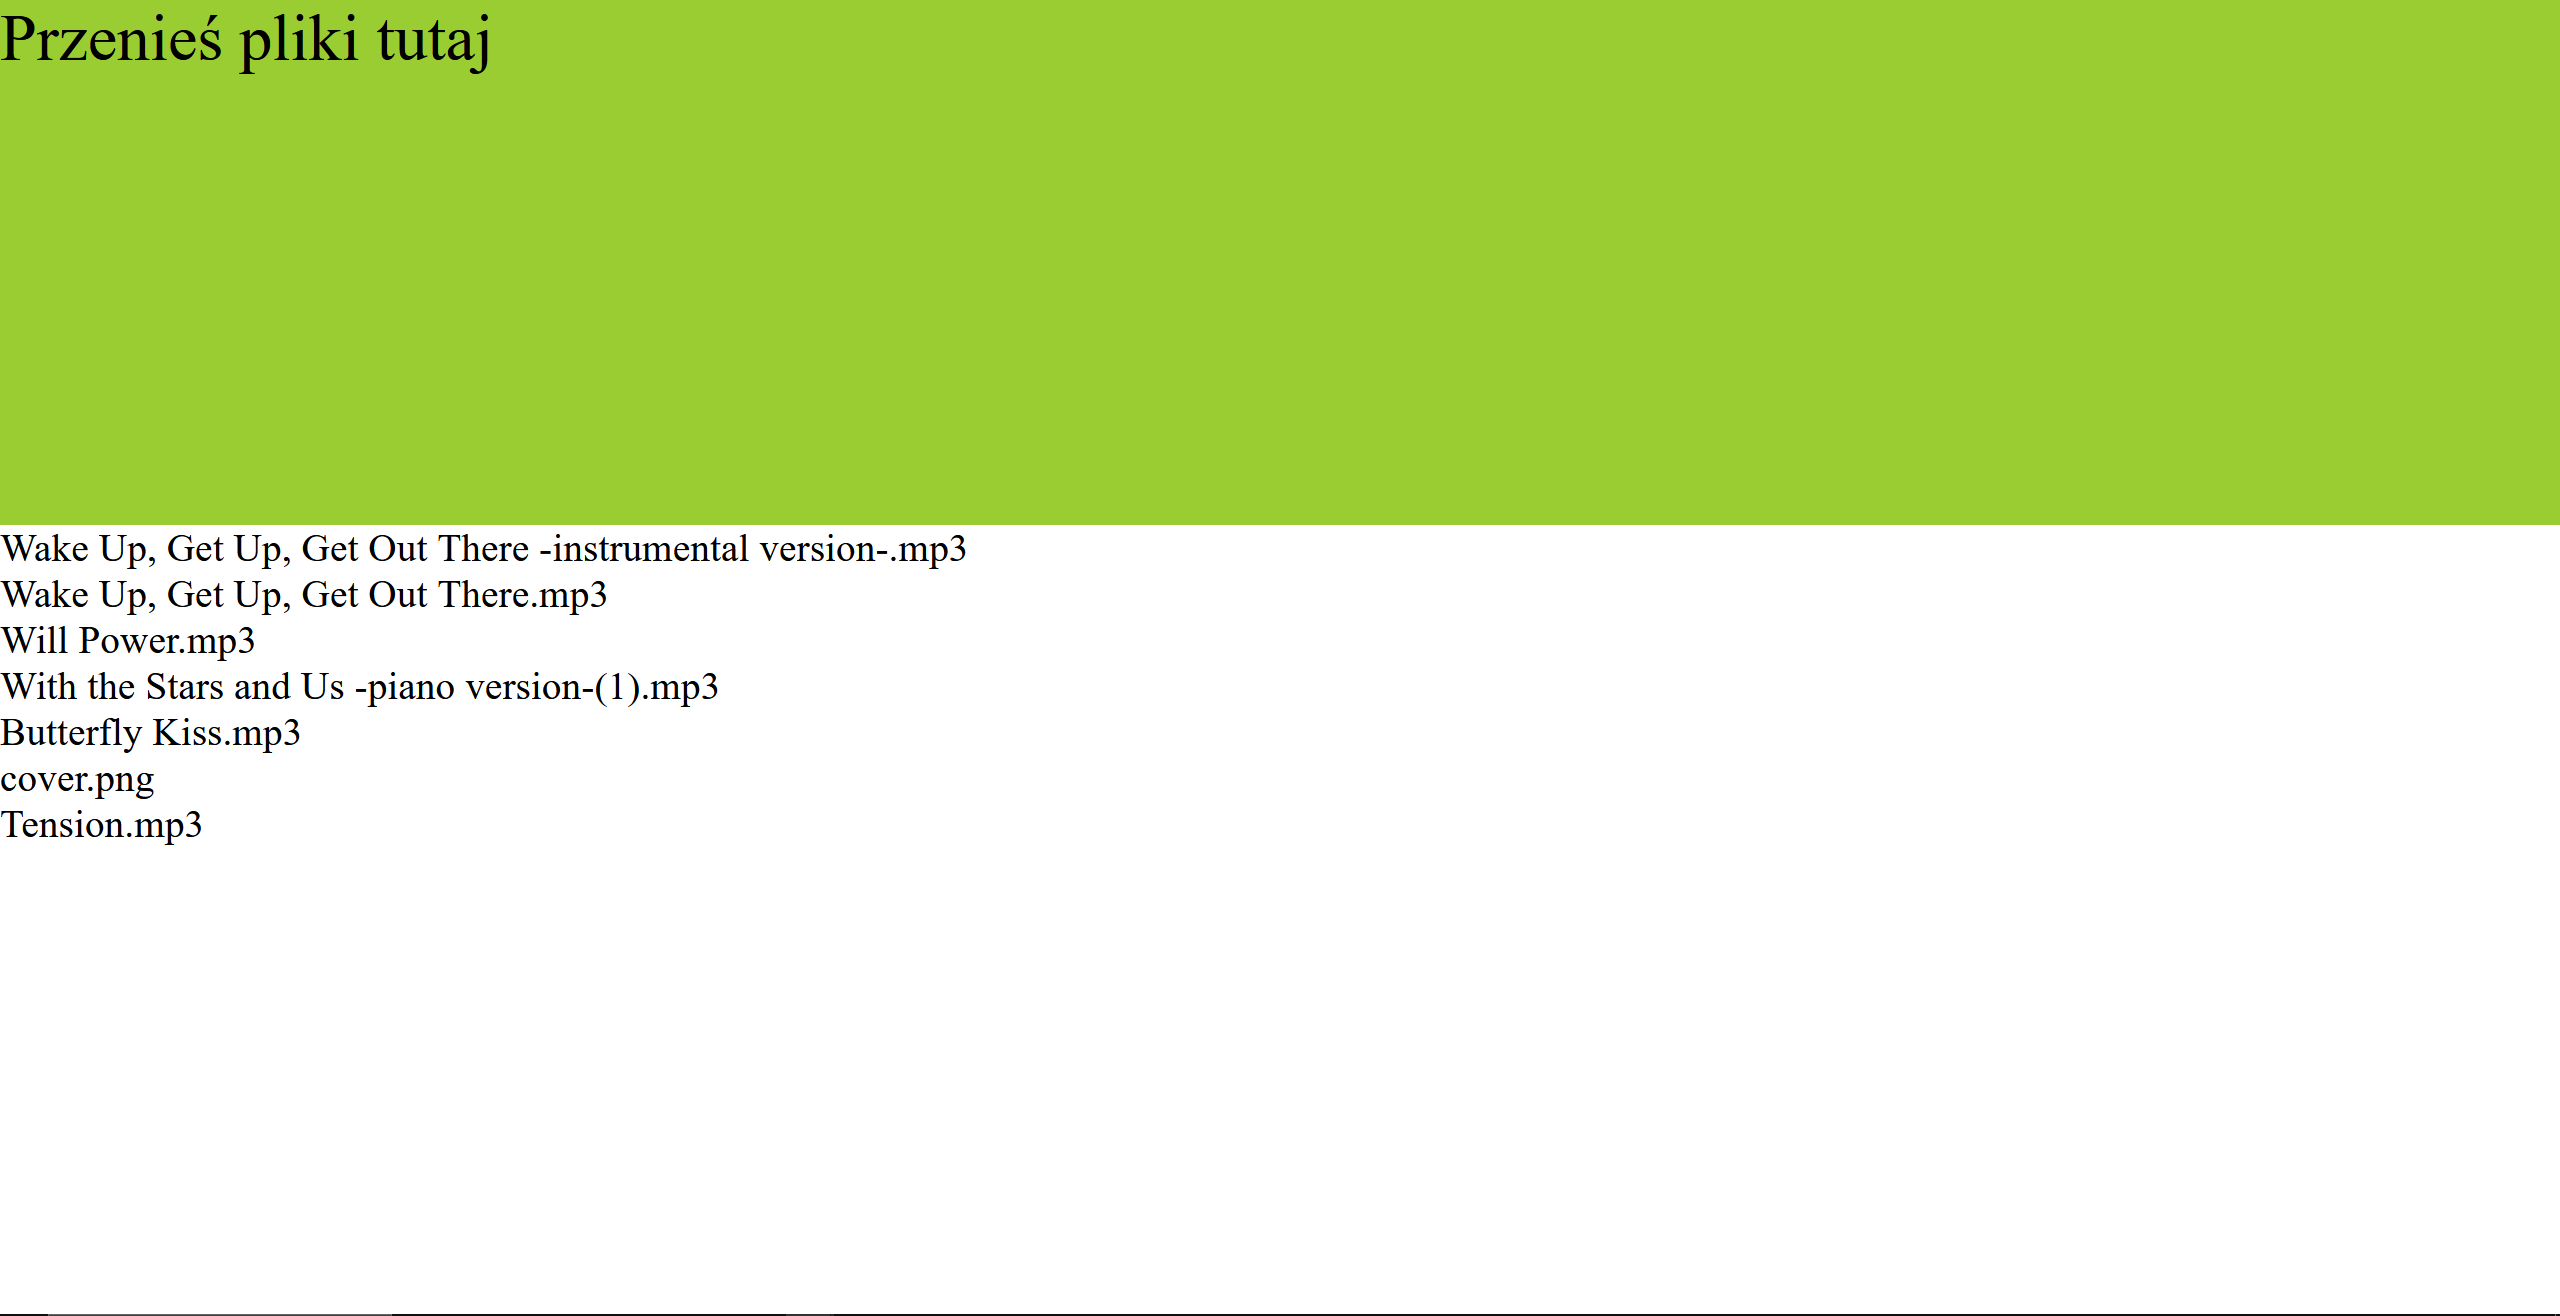 Przenieś pliki tutaj
Wake Up, Get Up, Get Out There -instrumental version-.mp3
Wake Up, Get Up, Get Out There.mp3
Will Power.mp3
With the Stars and Us -piano version-(1).mp3
Butterfly Kiss.mp3
cover.png
Tension.mp3